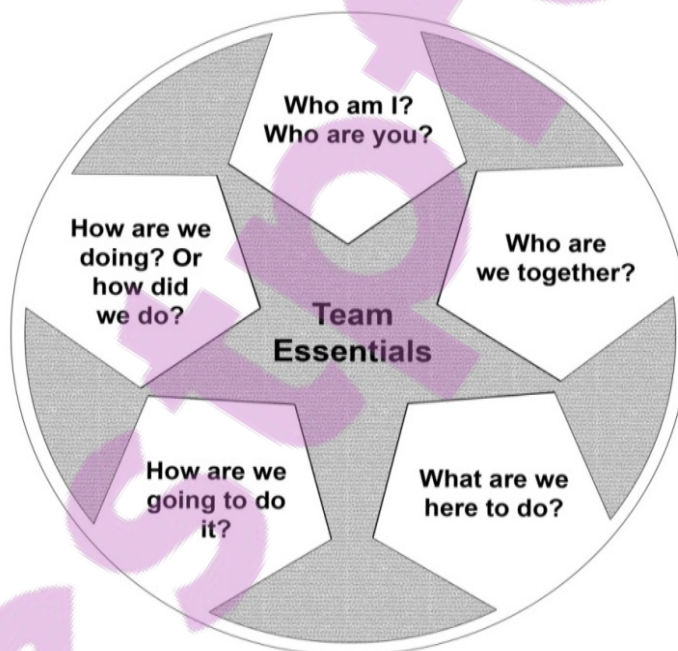 Who am I?
Who are you?
Who are
we together?
What are we
here to do?
How are we
going to do
it?
How are we
doing? Or
how did
we do?
Team
Essentials